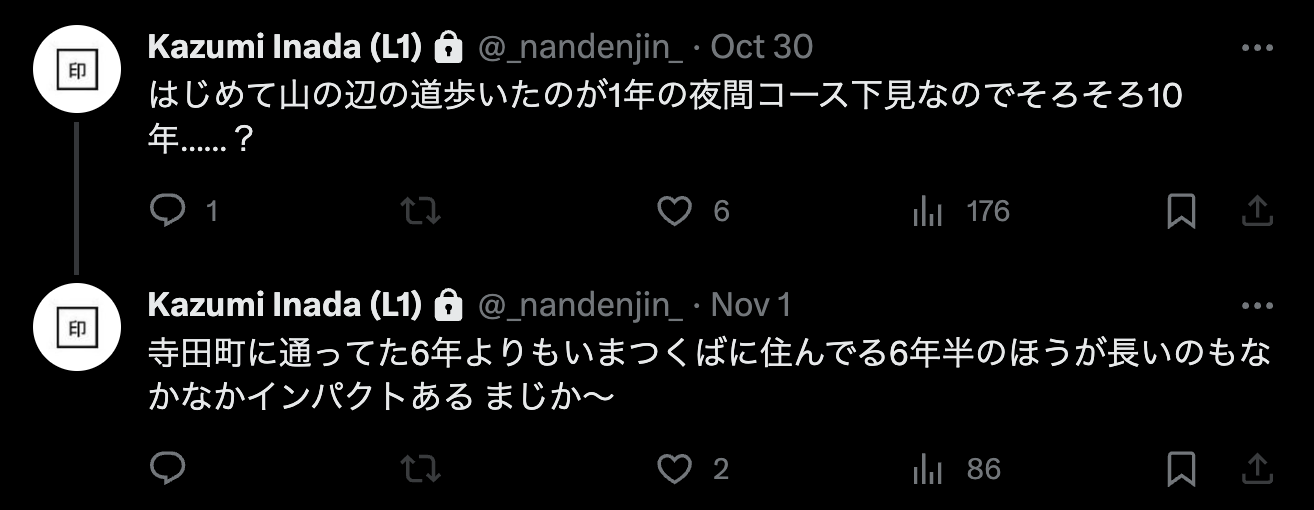 印
Kazumi Inada (L1) @_nandenjin_ · Oct 30
はじめて山の辺の道歩いたのが1年の夜間コース下見なのでそろそろ10
年......？
1 6 176
印
Kazumi Inada (L1) @_nandenjin_ · Nov 1
寺田町に通ってた6年よりもいまつくばに住んでる6年半のほうが長いのもな
かなかインパクトある まじか〜
2 86